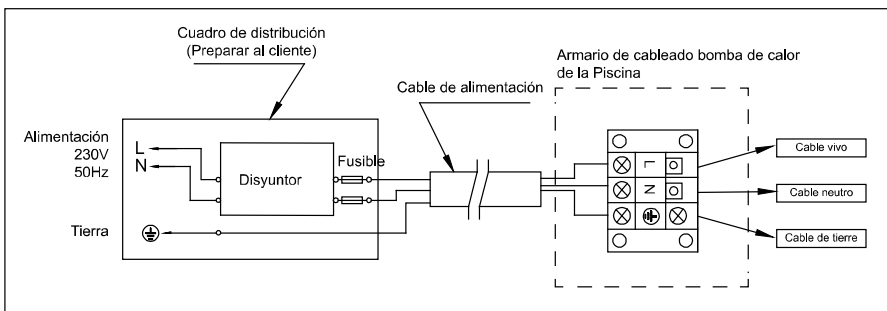 Cuadro de distribución
(Preparar al cliente)
Armario de cableado bomba de calor
de la Piscina
Cable de alimentación
Alimentación
230V
50Hz
L
N
Disyuntor
Fusible
Tierra
L
N
Cable vivo
Cable neutro
Cable de tierre